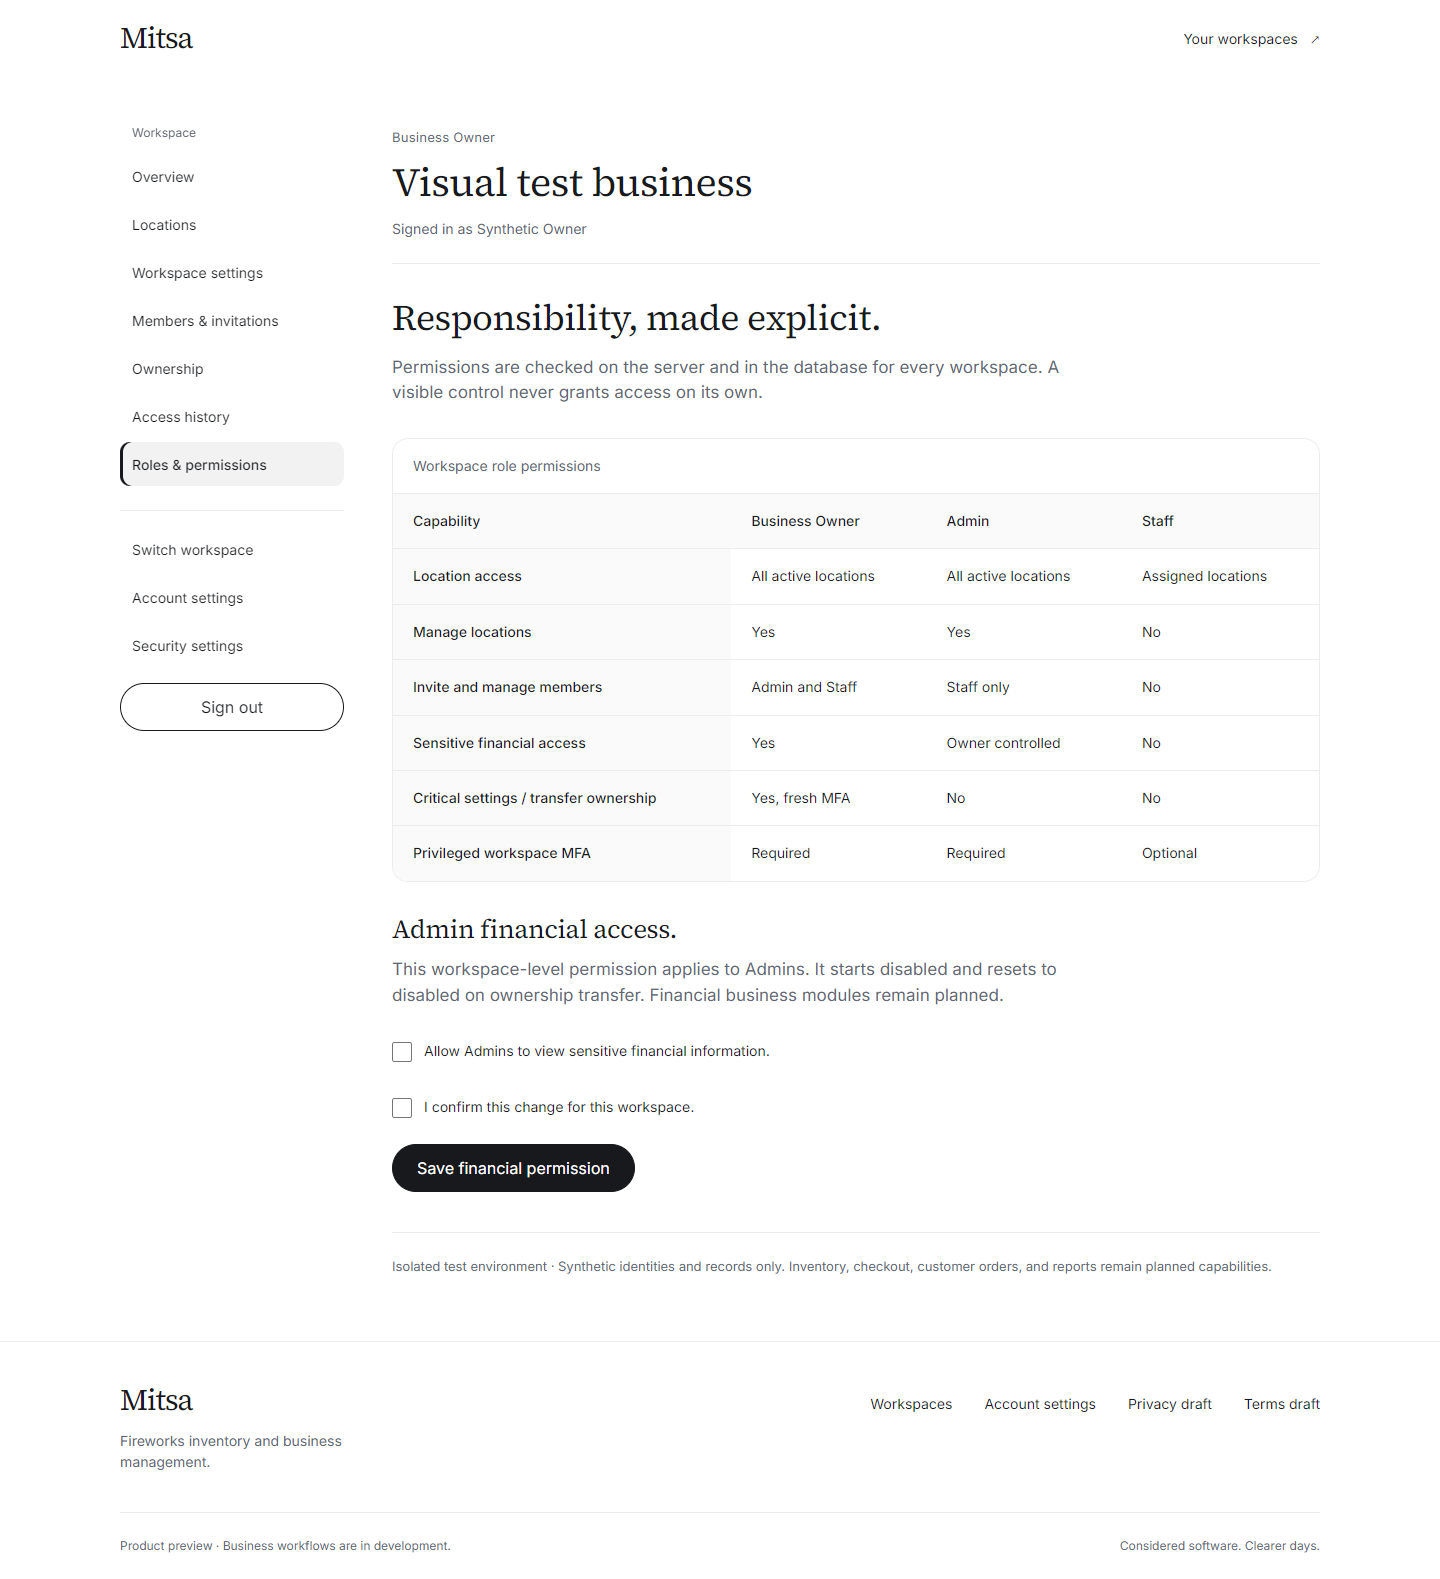 Mitsa
Your workspaces ↗
Workspace
Overview
Locations
Workspace settings
Members & invitations
Ownership
Access history
Roles & permissions
Switch workspace
Account settings
Security settings
Sign out
Business Owner
Visual test business
Signed in as Synthetic Owner
Responsibility, made explicit.
Permissions are checked on the server and in the database for every workspace. A
visible control never grants access on its own.
Workspace role permissions
Capability Business Owner Admin Staff
Location access All active locations All active locations Assigned locations
Manage locations Yes Yes No
Invite and manage members Admin and Staff Staff only No
Sensitive financial access Yes Owner controlled No
Critical settings / transfer ownership Yes, fresh MFA No No
Privileged workspace MFA Required Required Optional
Admin financial access.
This workspace-level permission applies to Admins. It starts disabled and resets to
disabled on ownership transfer. Financial business modules remain planned.
Allow Admins to view sensitive financial information.
I confirm this change for this workspace.
Save financial permission
Isolated test environment · Synthetic identities and records only. Inventory, checkout, customer orders, and reports remain planned capabilities.
Mitsa
Fireworks inventory and business
management.
Workspaces Account settings Privacy draft Terms draft
Product preview · Business workflows are in development.
Considered software. Clearer days.